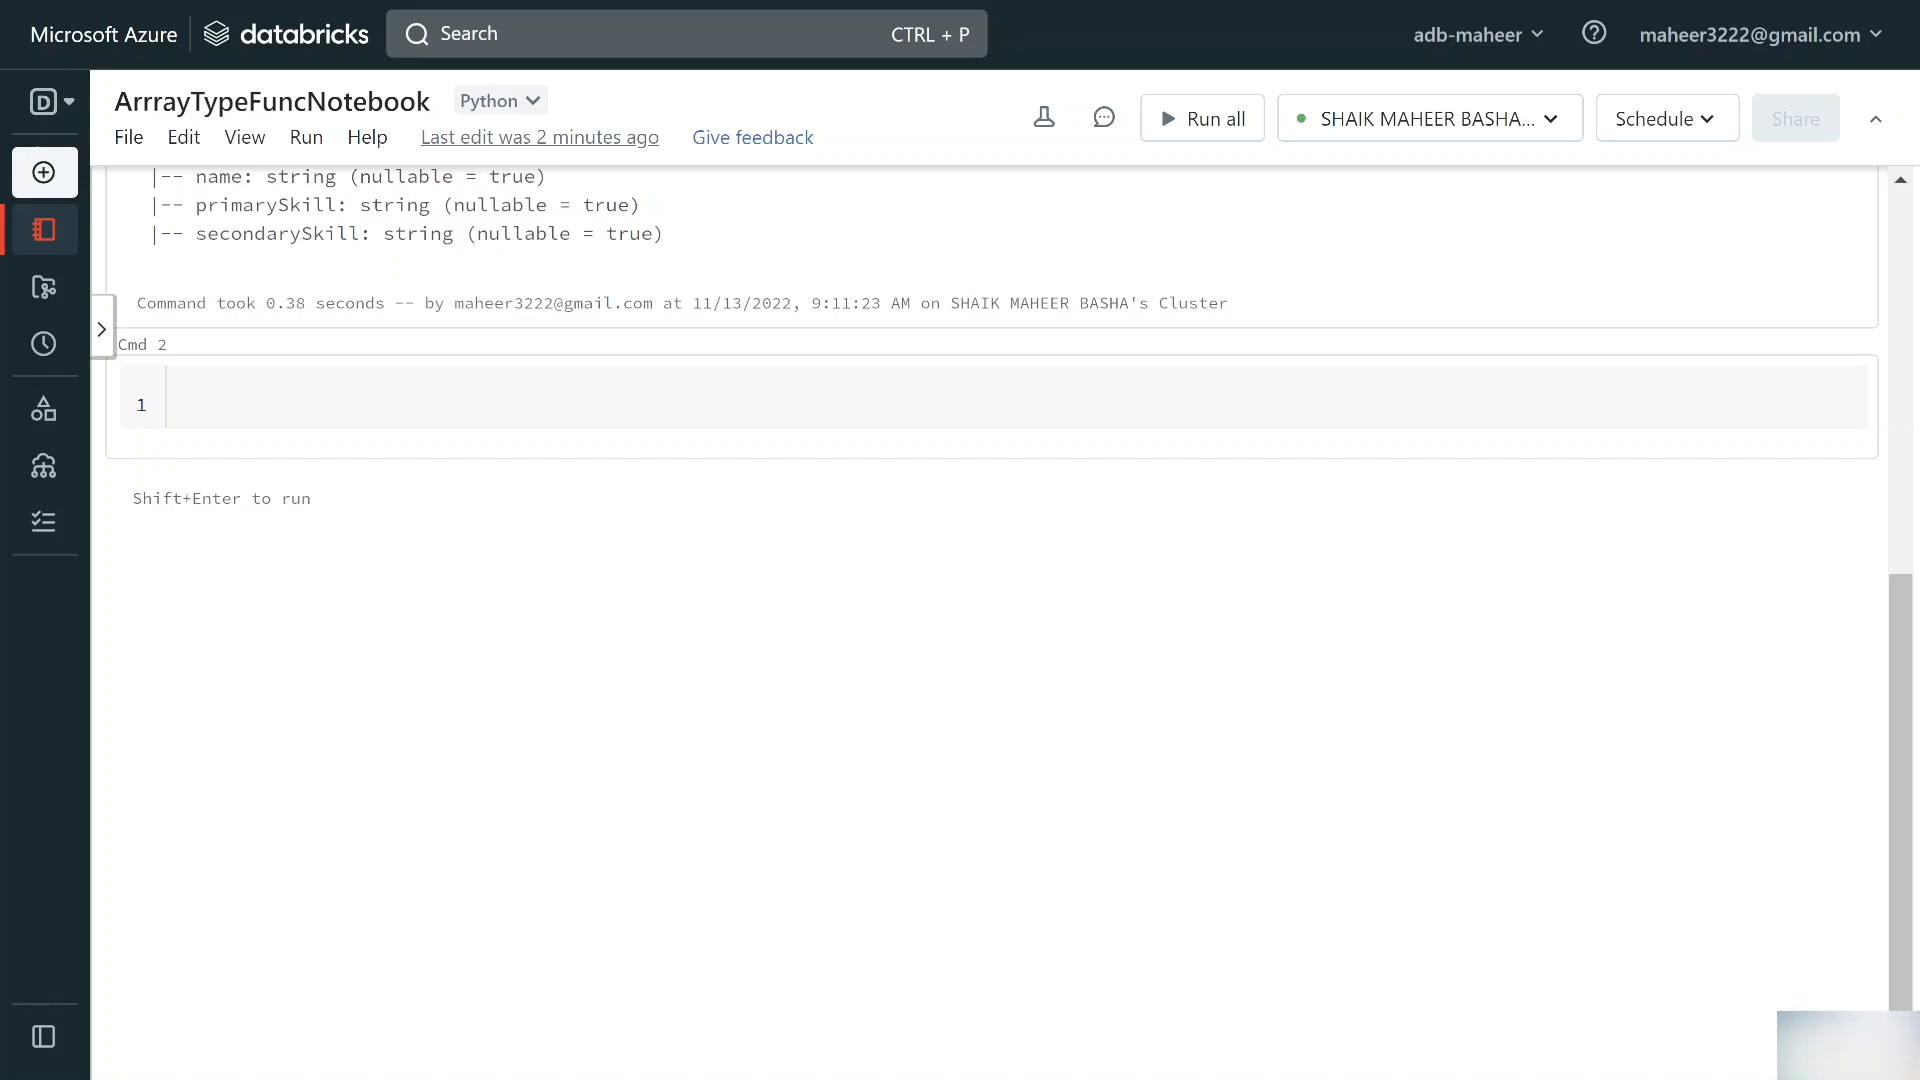 Microsoft Azure databricks Search CTRL + P adb-maheer maheer3222@gmail.com
D ArrrayTypeFuncNotebook Python
File Edit View Run Help Last edit was 2 minutes ago Give feedback Run all SHAIK MAHEER BASHA... Schedule Share
|-- name: string (nullable = true)
|-- primarySkill: string (nullable = true)
|-- secondarySkill: string (nullable = true)
Command took 0.38 seconds -- by maheer3222@gmail.com at 11/13/2022, 9:11:23 AM on SHAIK MAHEER BASHA's Cluster
Cmd 2
1
Shift+Enter to run